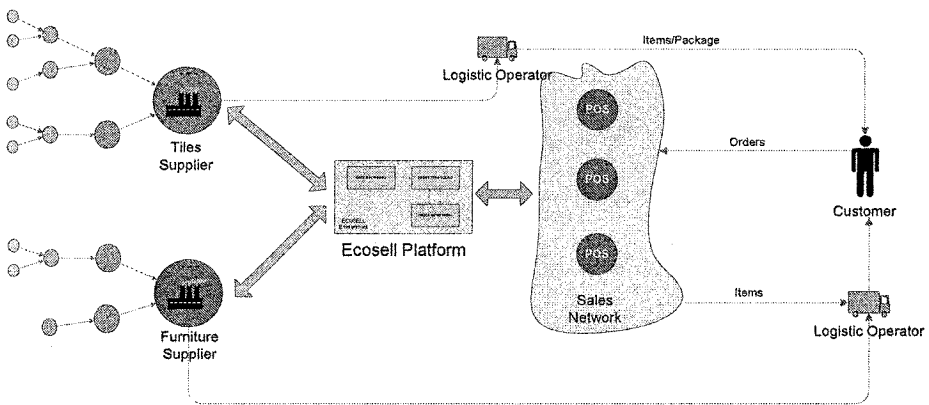 Items/Package
Logistic Operator
POS
Tiles
Supplier
Orders
POS
ECOSELL
Customer
Ecosell Platform
POS
Items
Sales
Network
Furniture
Supplier
Logistic Operator